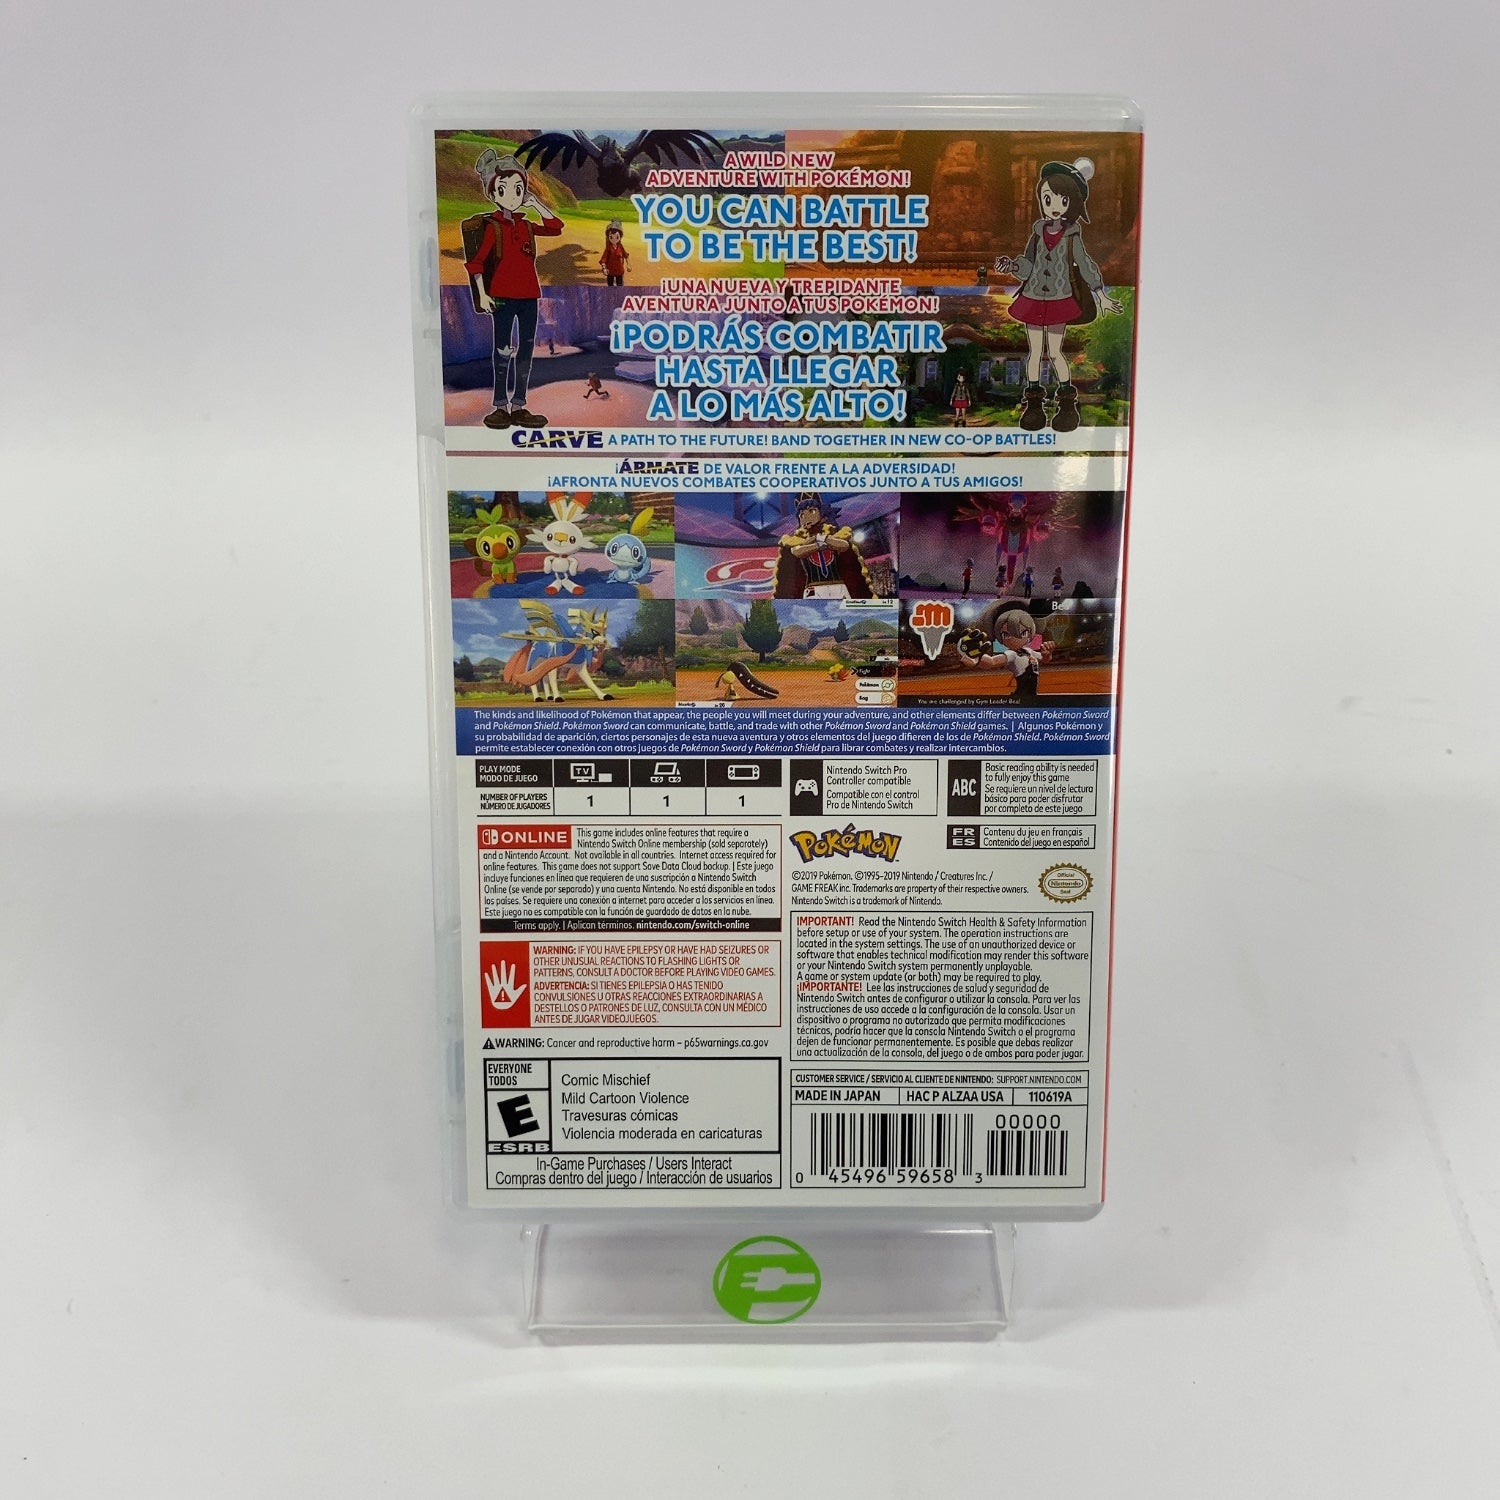 A WILD NEW
ADVENTURE WITH POKÉMON!
YOU CAN BATTLE
TO BE THE BEST!
¡UNA NUEVA Y TREPIDANTE
AVENTURA JUNTO A TUS POKÉMON!
¡PODRÁS COMBATIR
HASTA LLEGAR
A LO MÁS ALTO!
CARVE A PATH TO THE FUTURE! BAND TOGETHER IN NEW CO-OP BATTLES!
¡ÁRMATE DE VALOR FRENTE A LA ADVERSIDAD!
¡AFRONTA NUEVOS COMBATES COOPERATIVOS JUNTO A TUS AMIGOS!
Bea
Fight
Pokémon
Bag
You are challenged by Gym Leader Bea!
The kinds and likelihood of Pokémon that appear, the people you will meet during your adventure, and other elements differ between Pokémon Sword
and Pokémon Shield. Pokémon Sword can communicate, battle, and trade with other Pokémon Sword and Pokémon Shield games. | Algunos Pokémon y
su probabilidad de aparición, ciertos personajes de esta nueva aventura y otros elementos del juego difieren de los de Pokémon Shield. Pokémon Sword
permite establecer conexión con otros juegos de Pokémon Sword y Pokémon Shield para librar combates y realizar intercambios.
PLAY MODE
MODO DE JUEGO
TV
NUMBER OF PLAYERS
NÚMERO DE JUGADORES
1 1 1
Nintendo Switch Pro
Controller compatible
Compatible con el control
Pro de Nintendo Switch
ABC
Basic reading ability is needed
to fully enjoy this game
Se requiere un nivel de lectura
básico para poder disfrutar
por completo de este juego
ONLINE
This game includes online features that require a
Nintendo Switch Online membership (sold separately)
and a Nintendo Account. Not available in all countries. Internet access required for
online features. This game does not support Save Data Cloud backup. | Este juego
incluye funciones en línea que requieren de una suscripción a Nintendo Switch
Online (se vende por separado) y una cuenta Nintendo. No está disponible en todos
los países. Se requiere una conexión a internet para acceder a los servicios en línea.
Este juego no es compatible con la función de guardado de datos en la nube.
Terms apply. | Aplican términos. nintendo.com/switch-online
POKéMON
FR
ES
Contenu du jeu en français
Contenido del juego en español
©2019 Pokémon. ©1995-2019 Nintendo / Creatures Inc. /
GAME FREAK inc. Trademarks are property of their respective owners.
Nintendo Switch is a trademark of Nintendo.
Official
Nintendo
Seal
WARNING: IF YOU HAVE EPILEPSY OR HAVE HAD SEIZURES OR
OTHER UNUSUAL REACTIONS TO FLASHING LIGHTS OR
PATTERNS, CONSULT A DOCTOR BEFORE PLAYING VIDEO GAMES.
ADVERTENCIA: SI TIENES EPILEPSIA O HAS TENIDO
CONVULSIONES U OTRAS REACCIONES EXTRAORDINARIAS A
DESTELLOS O PATRONES DE LUZ, CONSULTA CON UN MÉDICO
ANTES DE JUGAR VIDEOJUEGOS.
WARNING: Cancer and reproductive harm – p65warnings.ca.gov
IMPORTANT! Read the Nintendo Switch Health & Safety Information
before setup or use of your system. The operation instructions are
located in the system settings. The use of an unauthorized device or
software that enables technical modification may render this software
or your Nintendo Switch system permanently unplayable.
A game or system update (or both) may be required to play.
¡IMPORTANTE! Lee las instrucciones de salud y seguridad de
Nintendo Switch antes de configurar o utilizar la consola. Para ver las
instrucciones de uso accede a la configuración de la consola. Usar un
dispositivo o programa no autorizado que permita modificaciones
técnicas, podría hacer que la consola Nintendo Switch o el programa
dejen de funcionar permanentemente. Es posible que debas realizar
una actualización de la consola, del juego o de ambos para poder jugar.
EVERYONE
TODOS
E
ESRB
Comic Mischief
Mild Cartoon Violence
Travesuras cómicas
Violencia moderada en caricaturas
In-Game Purchases / Users Interact
Compras dentro del juego / Interacción de usuarios
CUSTOMER SERVICE / SERVICIO AL CLIENTE DE NINTENDO: SUPPORT.NINTENDO.COM
MADE IN JAPAN HAC P ALZAA USA 110619A
00000
0 45496 59658 3